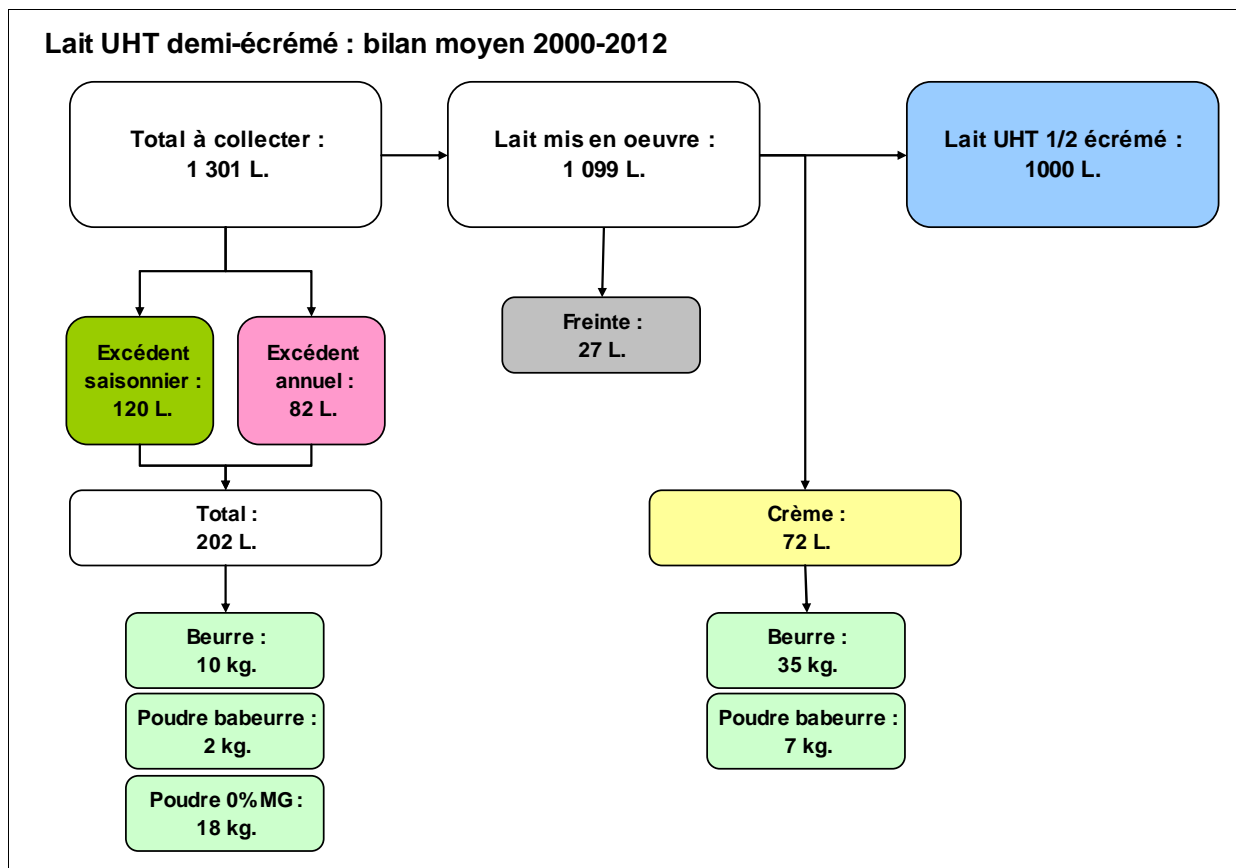 Lait UHT demi-écrémé : bilan moyen 2000-2012
Total à collecter :
1 301 L.
Lait mis en oeuvre :
1 099 L.
Lait UHT 1/2 écrémé :
1000 L.
Freinte :
27 L.
Excédent
saisonnier :
120 L.
Excédent
annuel :
82 L.
Total :
202 L.
Crème :
72 L.
Beurre :
10 kg.
Poudre babeurre :
2 kg.
Poudre 0%MG :
18 kg.
Beurre :
35 kg.
Poudre babeurre :
7 kg.